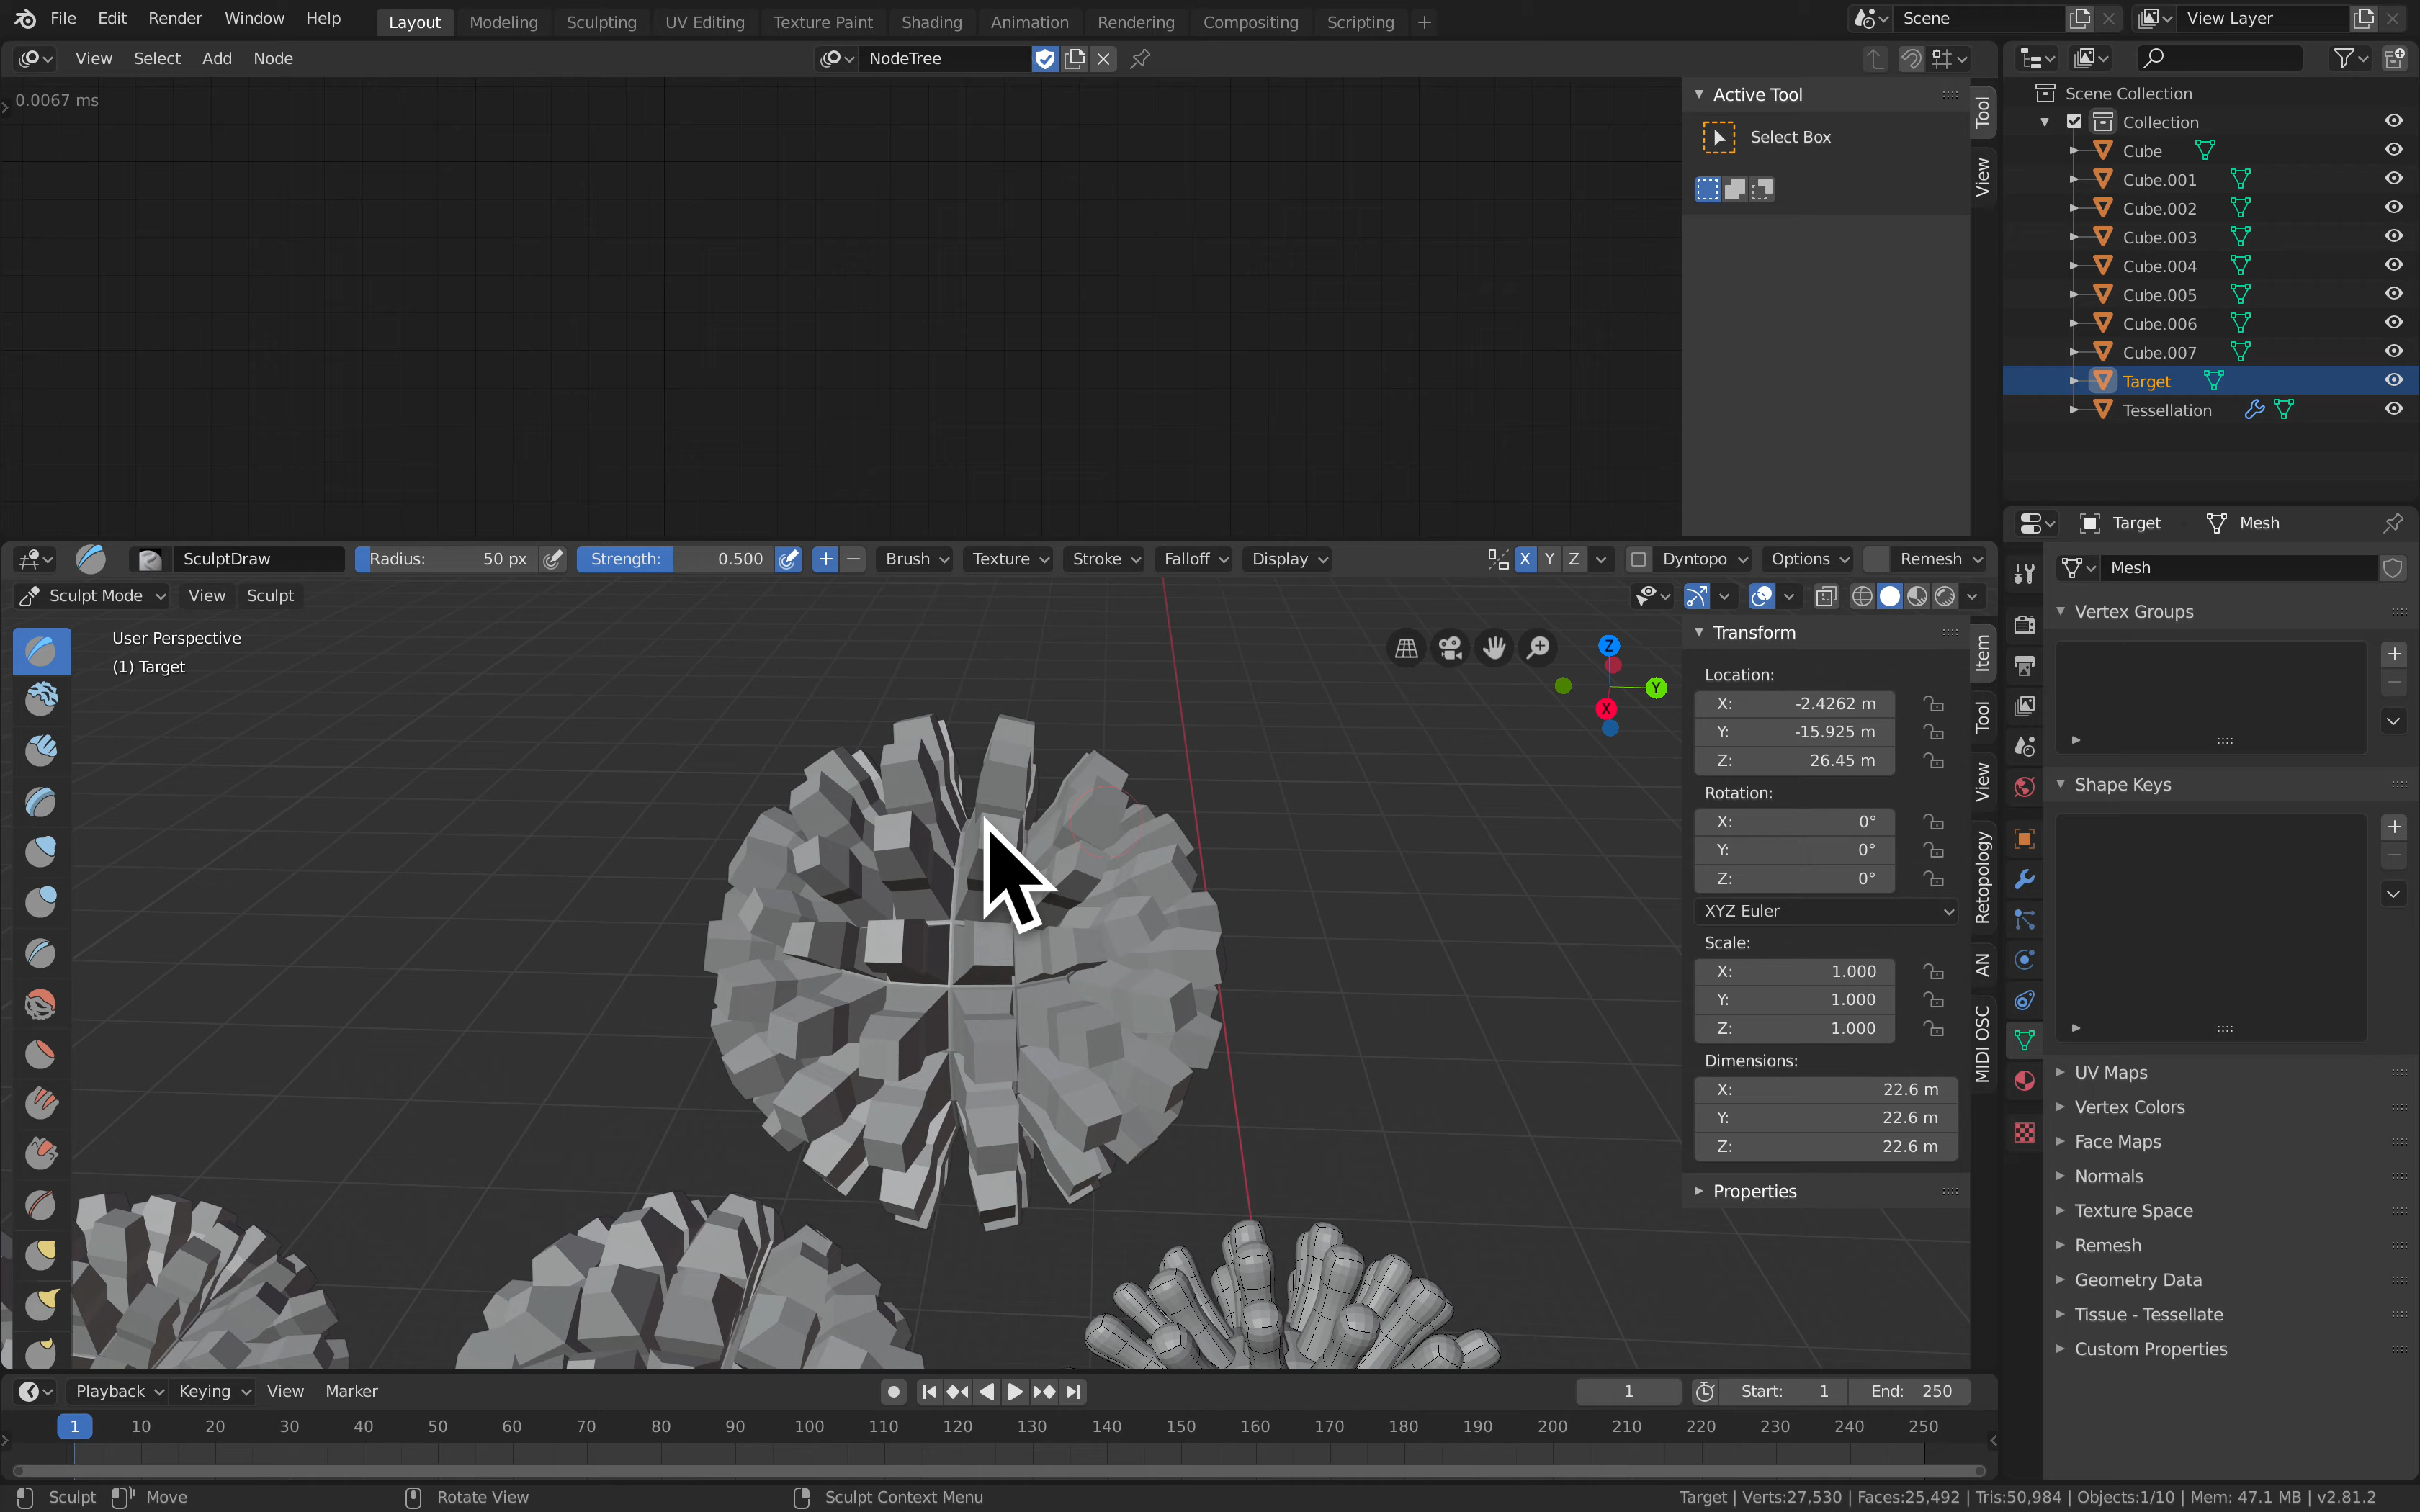 File Edit Render Window Help Layout Modeling Sculpting UV Editing Texture Paint Shading Animation Rendering Compositing Scripting + Scene View Layer
View Select Add Node NodeTree
0.0067 ms
Active Tool
Select Box
Tool
View
Scene Collection
Collection
Cube
Cube.001
Cube.002
Cube.003
Cube.004
Cube.005
Cube.006
Cube.007
Target
Tessellation
SculptDraw Radius: 50 px Strength: 0.500 + − Brush Texture Stroke Falloff Display X Y Z Dyntopo Options Remesh
Sculpt Mode View Sculpt
User Perspective
(1) Target
Z
Y
X
Transform
Location:
X: -2.4262 m
Y: -15.925 m
Z: 26.45 m
Rotation:
X: 0°
Y: 0°
Z: 0°
XYZ Euler
Scale:
X: 1.000
Y: 1.000
Z: 1.000
Dimensions:
X: 22.6 m
Y: 22.6 m
Z: 22.6 m
Properties
Item
Tool
View
Retopology
AN
MIDI OSC
Target Mesh
Mesh
Vertex Groups
Shape Keys
UV Maps
Vertex Colors
Face Maps
Normals
Texture Space
Remesh
Geometry Data
Tissue - Tessellate
Custom Properties
Playback Keying View Marker 1 Start: 1 End: 250
1 10 20 30 40 50 60 70 80 90 100 110 120 130 140 150 160 170 180 190 200 210 220 230 240 250
Sculpt Move Rotate View Sculpt Context Menu Target | Verts:27,530 | Faces:25,492 | Tris:50,984 | Objects:1/10 | Mem: 47.1 MB | v2.81.2